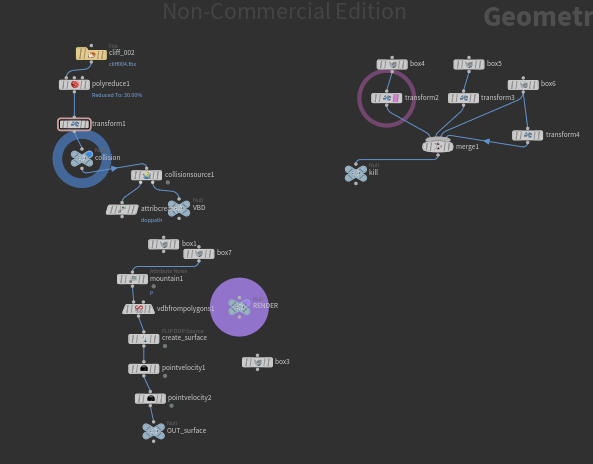 Non-Commercial Edition
Geometr
File
cliff_002
cliff004.fbx
polyreduce1
Reduced To: 30.00%
transform1
collision
collisionsource1
attribcre
doppath
Null
VBD
box1
box7
Attribute Noise
mountain1
P
vdbfrompolygons1
Null
RENDER
FLIP DOP Source
create_surface
pointvelocity1
box3
pointvelocity2
Null
OUT_surface
box4
box5
box6
transform2
transform3
transform4
merge1
Null
kill